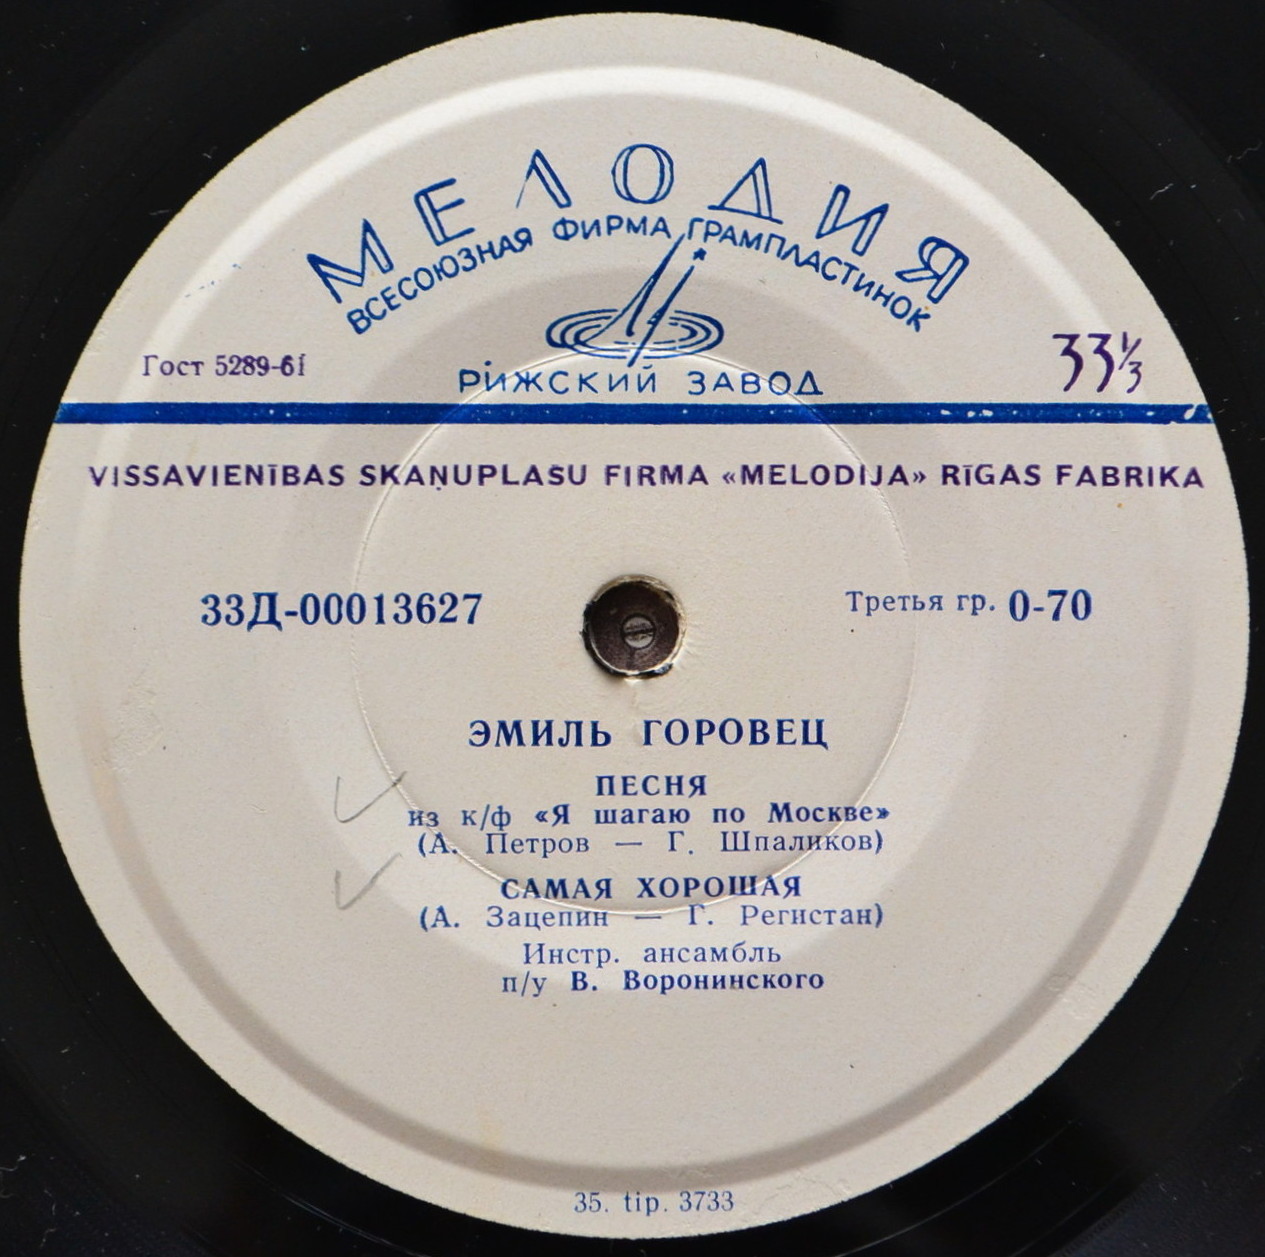 МЕЛОДИЯ
ВСЕСОЮЗНАЯ ФИРМА ГРАМПЛАСТИНОК
РИЖСКИЙ ЗАВОД
Гост 5289-61
33⅓
VISSAVIENĪBAS SKAŅUPLAŠU FIRMA «MELODIJA» RĪGAS FABRIKA
33Д-00013627
Третья гр. 0-70
ЭМИЛЬ ГОРОВЕЦ
ПЕСНЯ
из к/ф «Я шагаю по Москве»
(А. Петров — Г. Шпаликов)
САМАЯ ХОРОШАЯ
(А. Зацепин — Г. Регистан)
Инстр. ансамбль
п/у В. Воронинского
35. tip. 3733